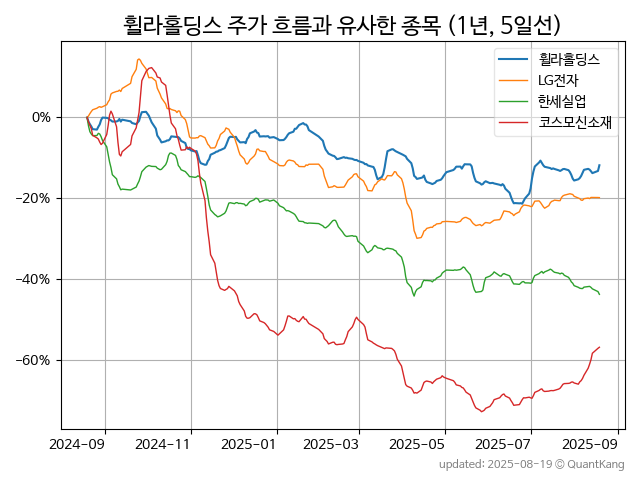 휠라홀딩스 주가 흐름과 유사한 종목 (1년, 5일선)
휠라홀딩스
LG전자
한세실업
코스모신소재
0%
−20%
−40%
−60%
2024-09 2024-11 2025-01 2025-03 2025-05 2025-07 2025-09
updated: 2025-08-19 © QuantKang